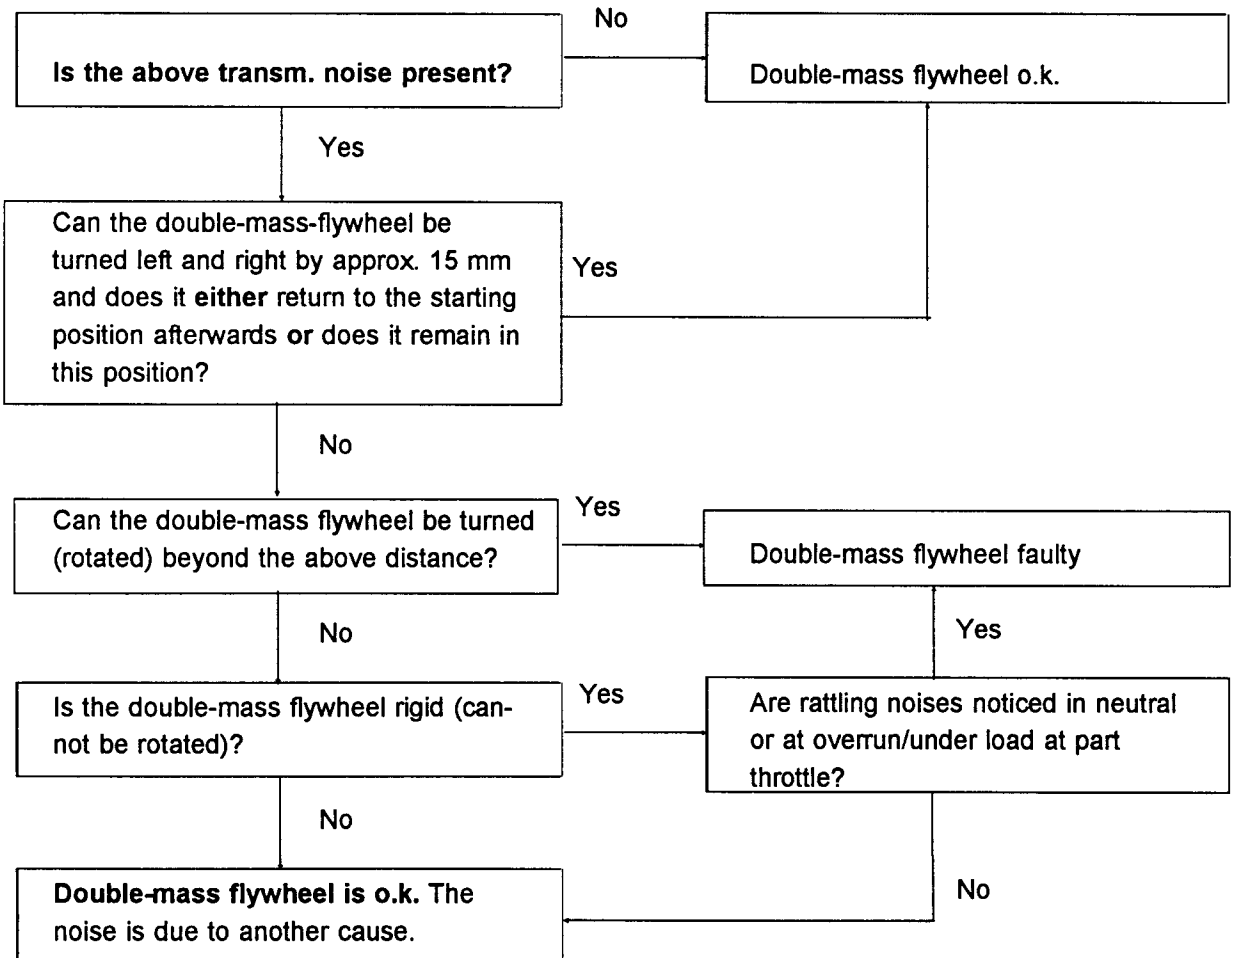 No
Is the above transm. noise present?
Double-mass flywheel o.k.
Yes
Can the double-mass-flywheel be
turned left and right by approx. 15 mm
and does it either return to the starting
position afterwards or does it remain in
this position?
Yes
No
Can the double-mass flywheel be turned
(rotated) beyond the above distance?
Yes
Double-mass flywheel faulty
No
Yes
Is the double-mass flywheel rigid (can-
not be rotated)?
Yes
Are rattling noises noticed in neutral
or at overrun/under load at part
throttle?
No
Double-mass flywheel is o.k. The
noise is due to another cause.
No